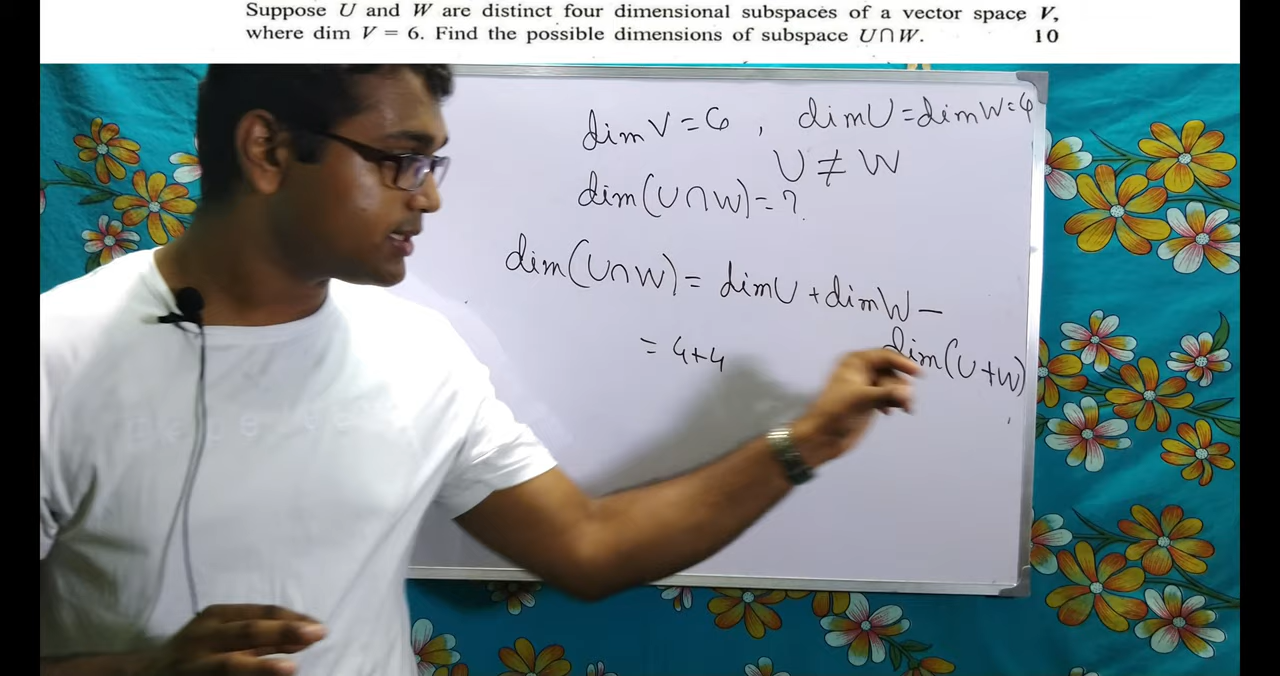 Suppose U and W are distinct four dimensional subspaces of a vector space V,
where dim V = 6. Find the possible dimensions of subspace U∩W. 10
dim V = 6 , dim U = dim W = 4
U ≠ W
dim(U∩W) = ?
dim(U∩W) = dim U + dim W −
dim(U+W)
= 4+4